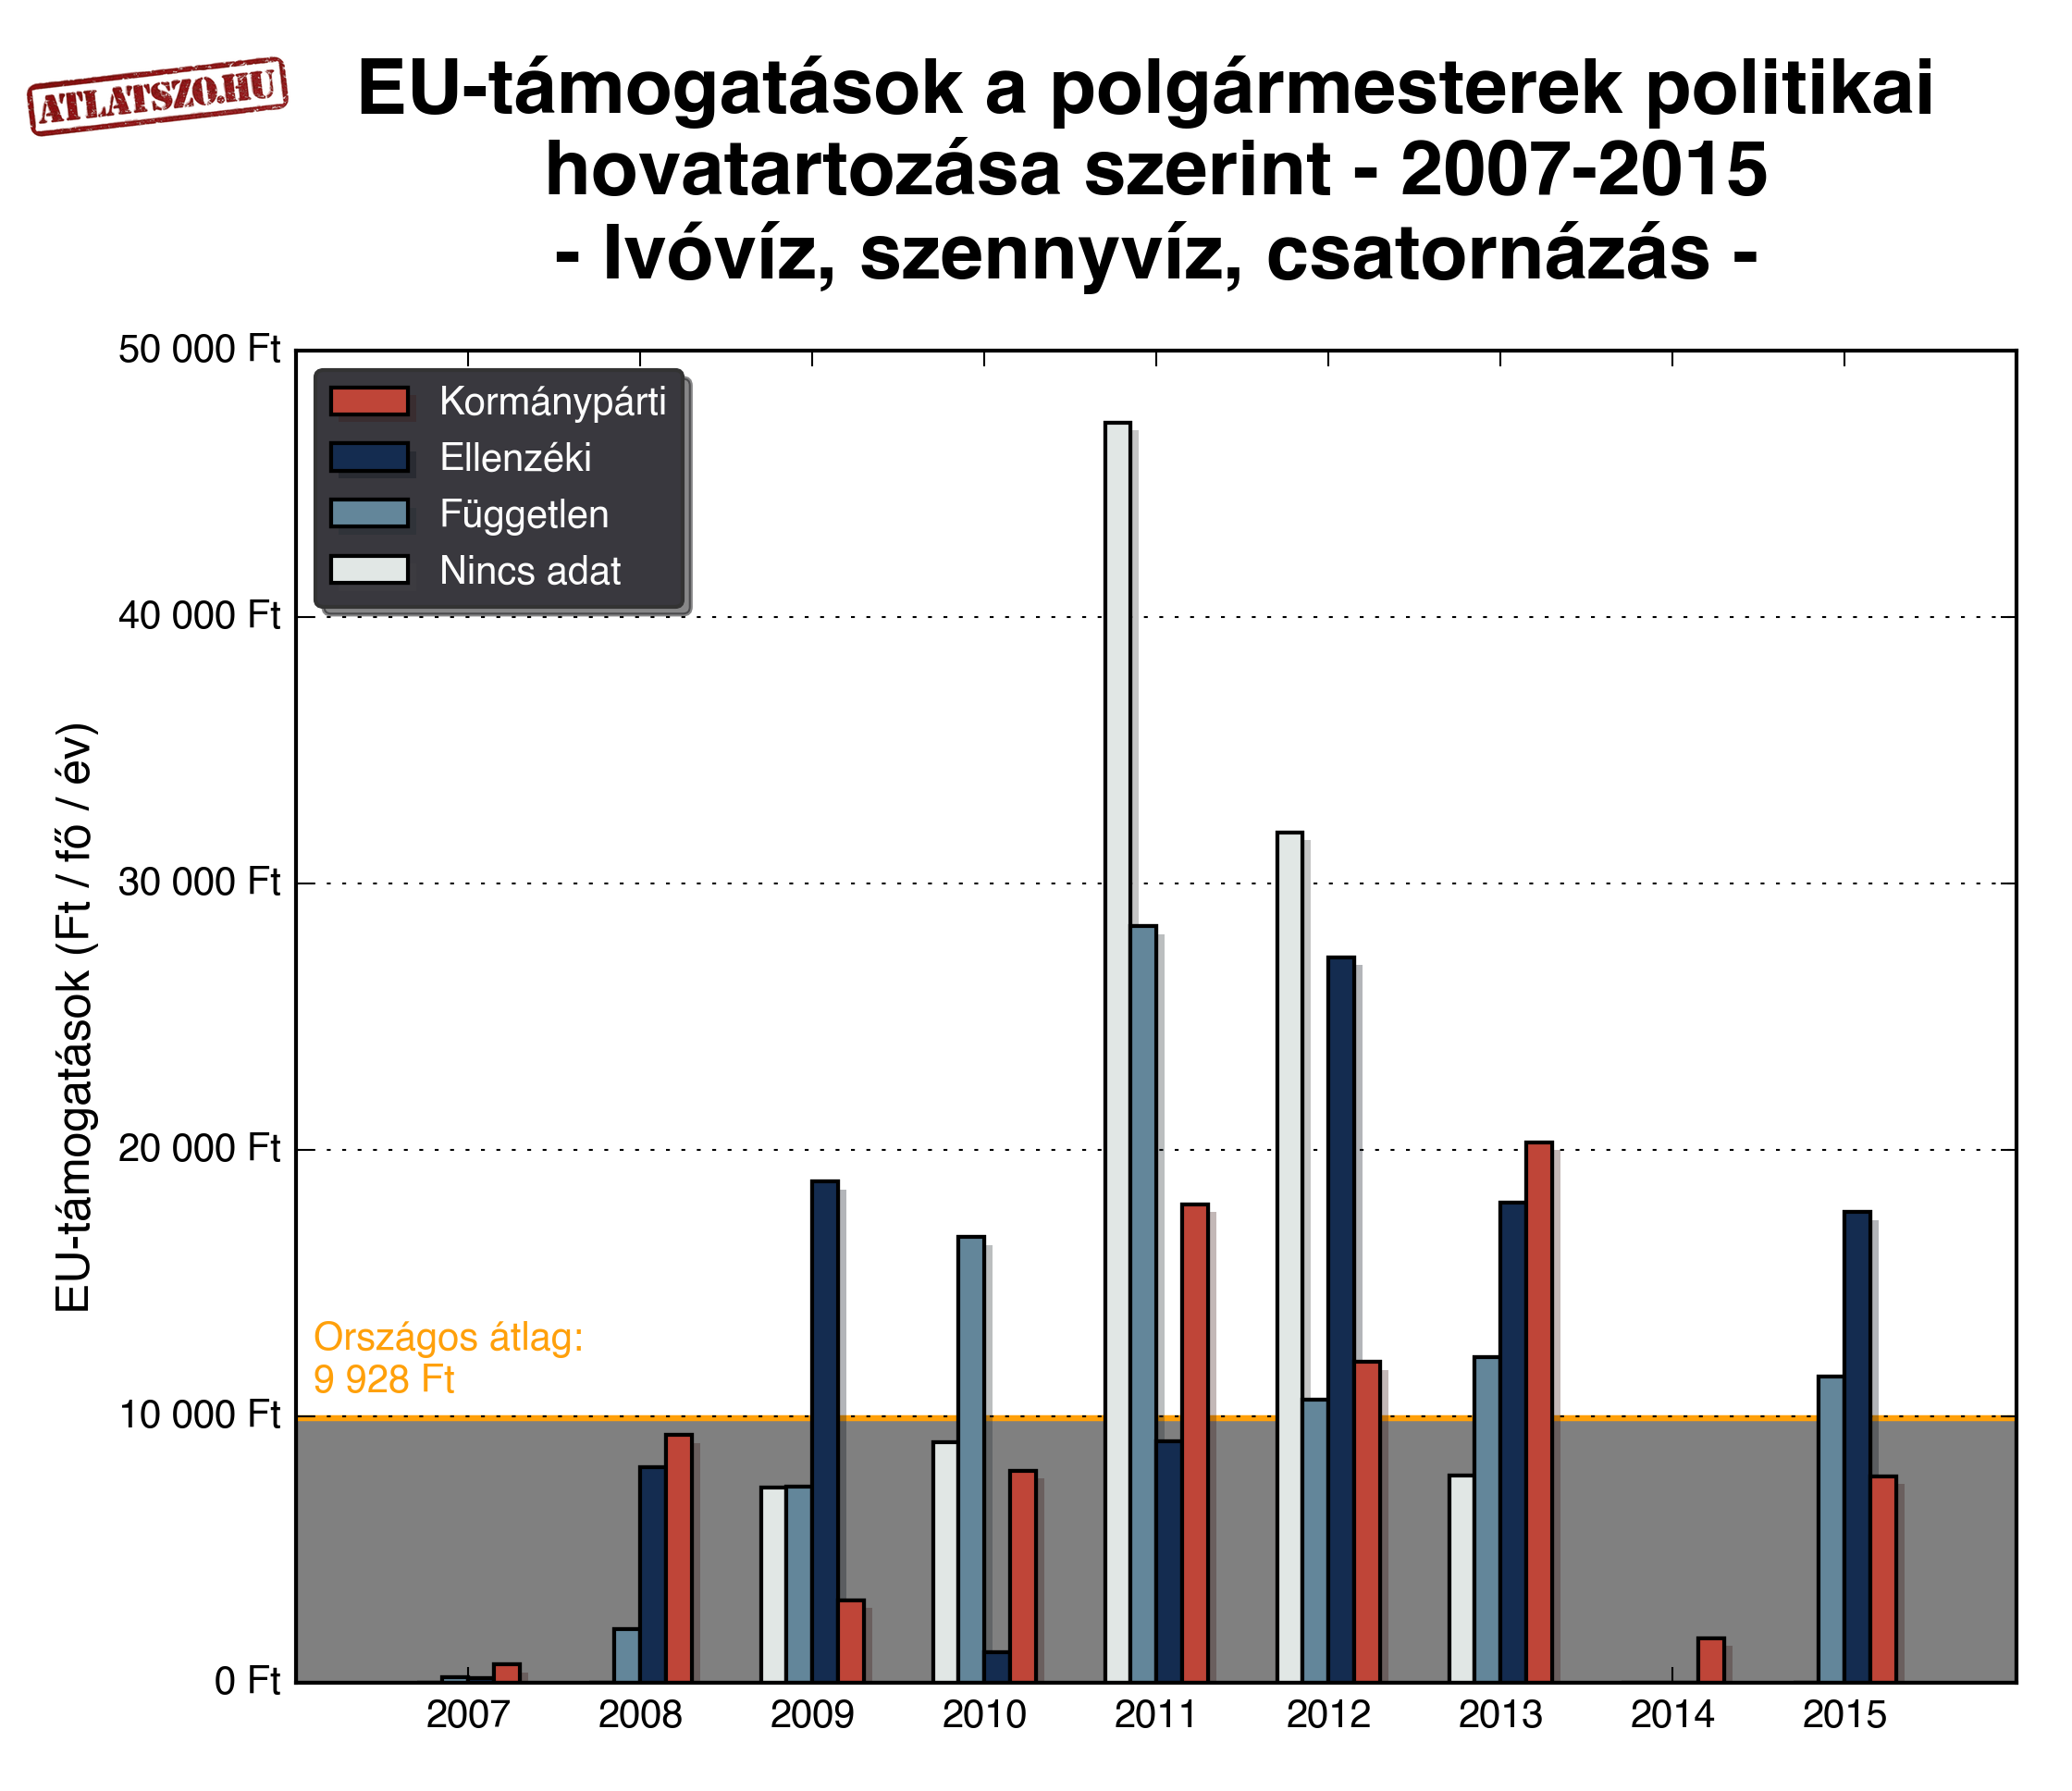 ATLATSZO.HU
EU-támogatások a polgármesterek politikai
hovatartozása szerint - 2007-2015
- Ivóvíz, szennyvíz, csatornázás -
EU-támogatások (Ft / fő / év)
50 000 Ft
40 000 Ft
30 000 Ft
20 000 Ft
10 000 Ft
0 Ft
Kormánypárti
Ellenzéki
Független
Nincs adat
Országos átlag:
9 928 Ft
2007 2008 2009 2010 2011 2012 2013 2014 2015